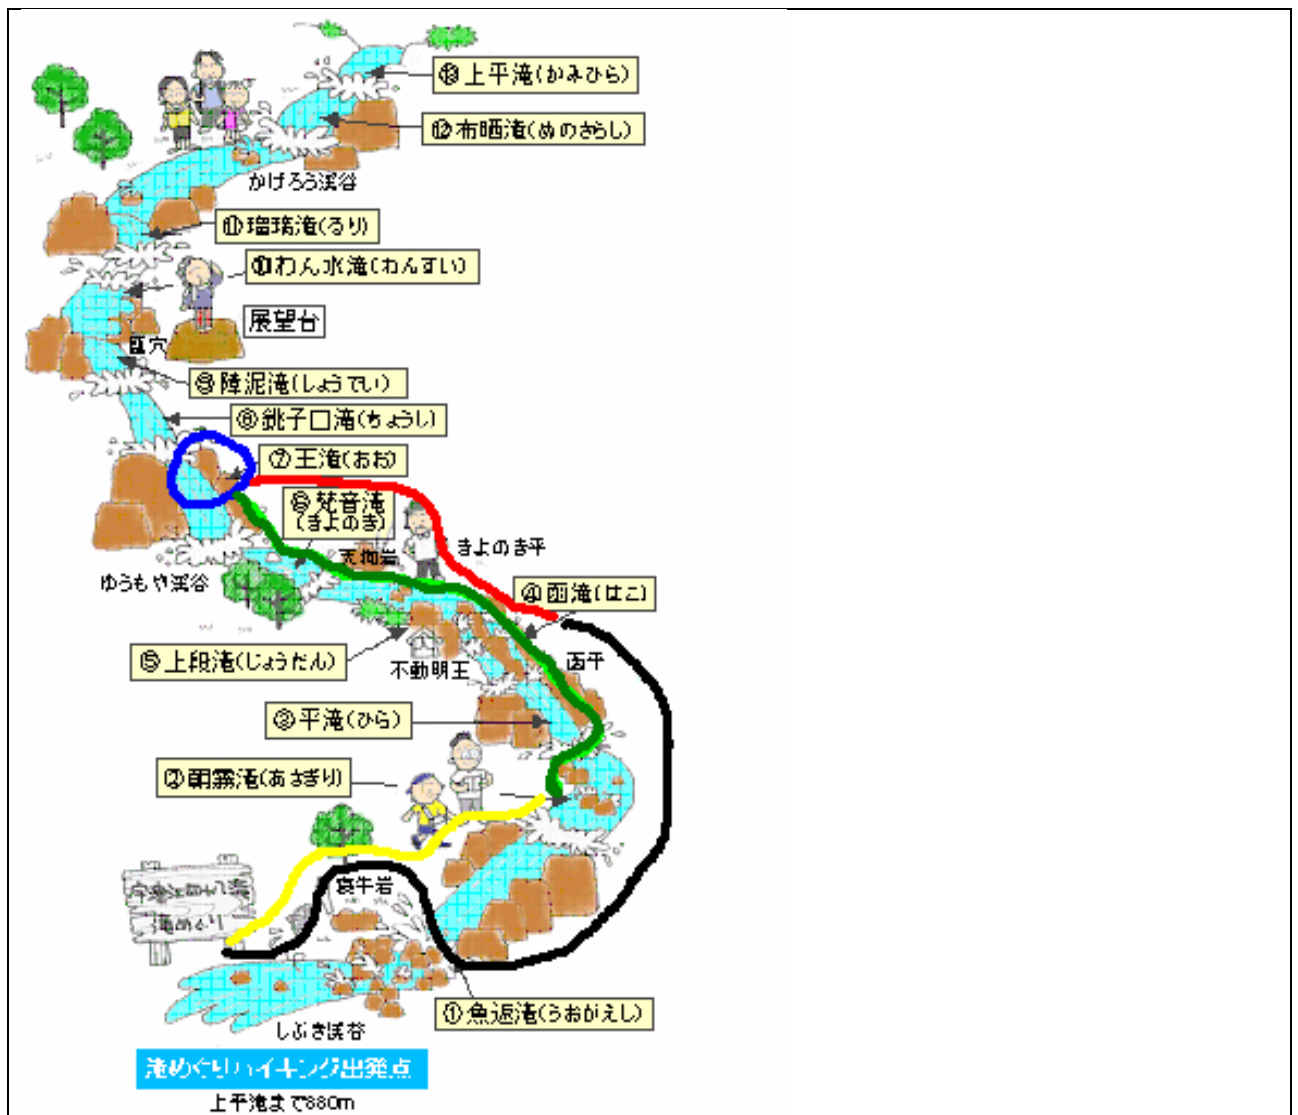 ⑬上平滝(かみひら)
⑫布晒滝(ぬのさらし)
かげろう渓谷
⑪瑠璃滝(るり)
⑩わん水滝(わんすい)
展望台
甌穴
⑨障泥滝(しょうでい)
⑧銚子口滝(ちょうし)
⑦王滝(おお)
⑥梵音滝
(きよのき)
天狗岩
きよのき平
ゆうもや渓谷
④函滝(はこ)
⑤上段滝(じょうだん)
不動明王
函平
③平滝(ひら)
②朝霧滝(あさぎり)
滝めぐり
寝牛岩
①魚返滝(うおがえし)
しぶき渓谷
滝めぐりハイキング出発点
上平滝まで880m